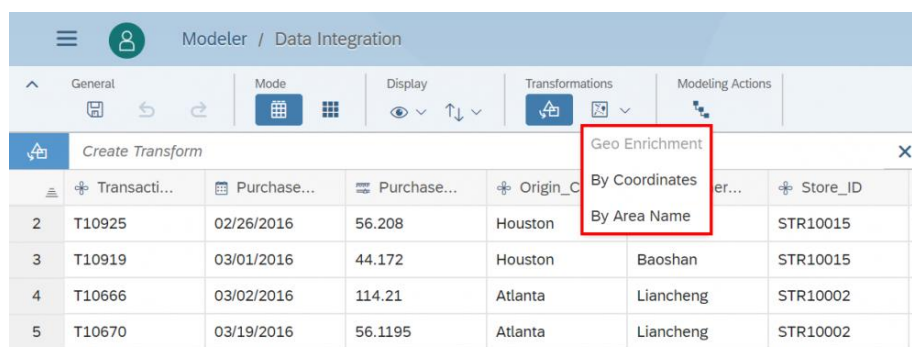 Modeler / Data Integration
General Mode Display Transformations Modeling Actions
Create Transform
Geo Enrichment
By Coordinates
By Area Name
Transacti... Purchase... Purchase... Origin_C er... Store_ID
2 T10925 02/26/2016 56.208 Houston STR10015
3 T10919 03/01/2016 44.172 Houston Baoshan STR10015
4 T10666 03/02/2016 114.21 Atlanta Liancheng STR10002
5 T10670 03/19/2016 56.1195 Atlanta Liancheng STR10002